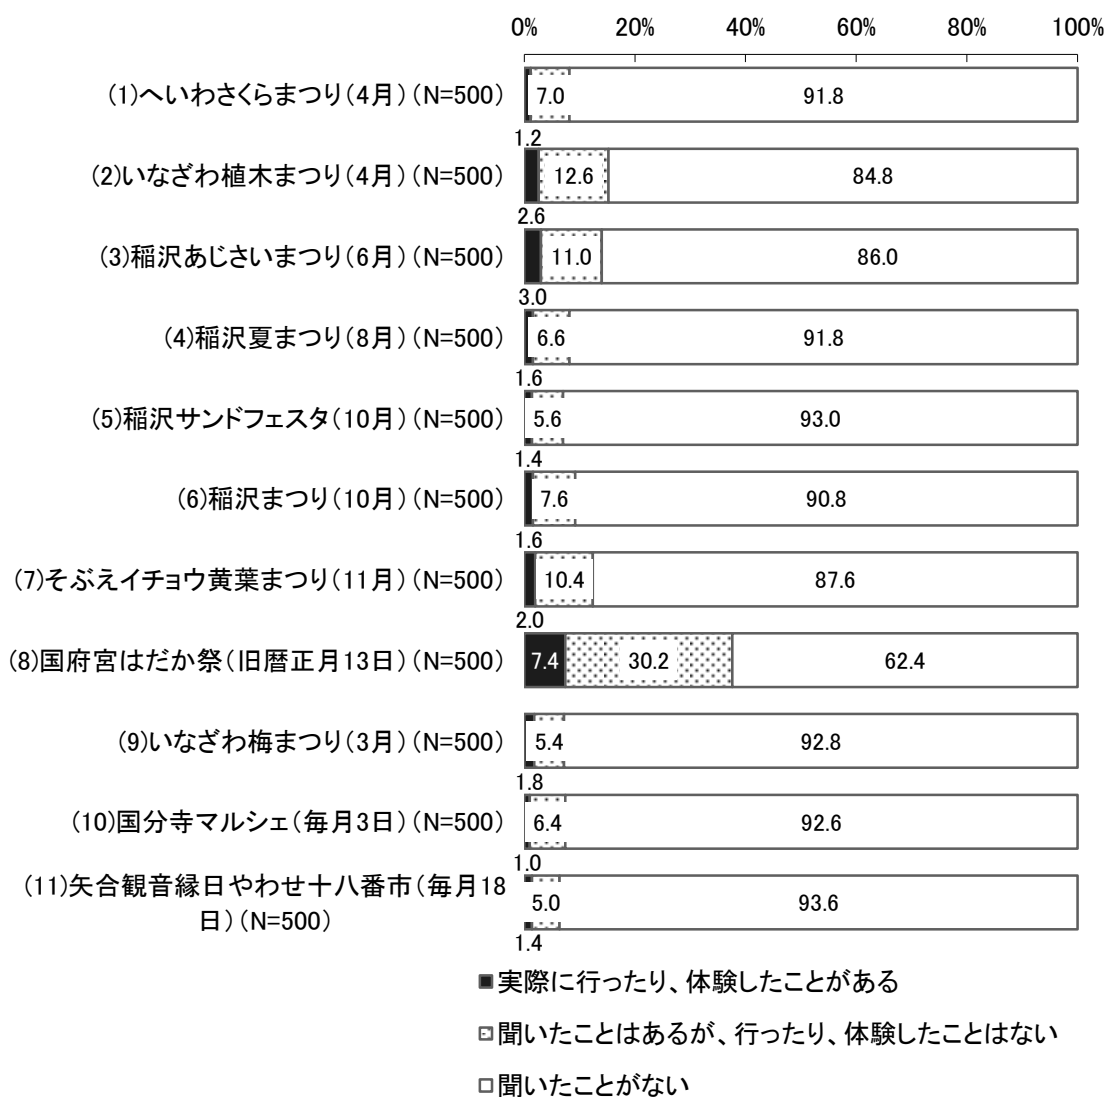 0% 20% 40% 60% 80% 100%
(1)へいわさくらまつり(4月)(N=500) 7.0 91.8
1.2
(2)いなざわ植木まつり(4月)(N=500) 12.6 84.8
2.6
(3)稲沢あじさいまつり(6月)(N=500) 11.0 86.0
3.0
(4)稲沢夏まつり(8月)(N=500) 6.6 91.8
1.6
(5)稲沢サンドフェスタ(10月)(N=500) 5.6 93.0
1.4
(6)稲沢まつり(10月)(N=500) 7.6 90.8
1.6
(7)そぶえイチョウ黄葉まつり(11月)(N=500) 10.4 87.6
2.0
(8)国府宮はだか祭(旧暦正月13日)(N=500) 7.4 30.2 62.4
(9)いなざわ梅まつり(3月)(N=500) 5.4 92.8
1.8
(10)国分寺マルシェ(毎月3日)(N=500) 6.4 92.6
1.0
(11)矢合観音縁日やわせ十八番市(毎月18
日)(N=500) 5.0 93.6
1.4
実際に行ったり、体験したことがある
聞いたことはあるが、行ったり、体験したことはない
聞いたことがない